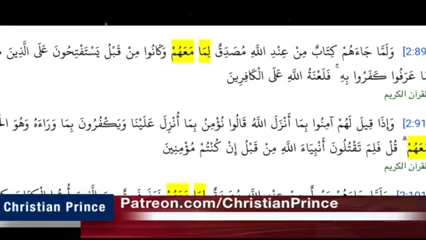 [2:89] وَلَمَّا جَاءَهُمْ كِتَابٌ مِنْ عِنْدِ اللَّهِ مُصَدِّقٌ لِمَا مَعَهُمْ وَكَانُوا مِنْ قَبْلُ يَسْتَفْتِحُونَ عَلَى الَّذِينَ
عَرَفُوا كَفَرُوا بِهِ ۚ فَلَعْنَةُ اللَّهِ عَلَى الْكَافِرِينَ
القرآن الكريم
[2:91] وَإِذَا قِيلَ لَهُمْ آمِنُوا بِمَا أَنْزَلَ اللَّهُ قَالُوا نُؤْمِنُ بِمَا أُنْزِلَ عَلَيْنَا وَيَكْفُرُونَ بِمَا وَرَاءَهُ وَهُوَ
مَعَهُمْ ۗ قُلْ فَلِمَ تَقْتُلُونَ أَنْبِيَاءَ اللَّهِ مِنْ قَبْلُ إِنْ كُنْتُمْ مُؤْمِنِينَ
القرآن الكريم
Christian Prince
Patreon.com/ChristianPrince